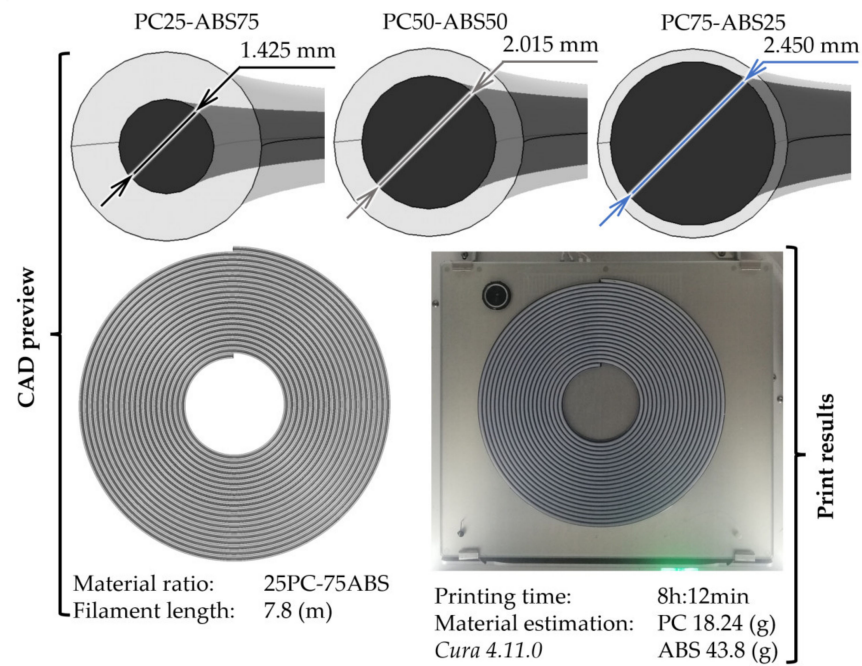 PC25-ABS75
PC50-ABS50
PC75-ABS25
1.425 mm
2.015 mm
2.450 mm
CAD preview
Material ratio: 25PC-75ABS
Filament length: 7.8 (m)
Print results
Printing time: 8h:12min
Material estimation: PC 18.24 (g)
Cura 4.11.0 ABS 43.8 (g)